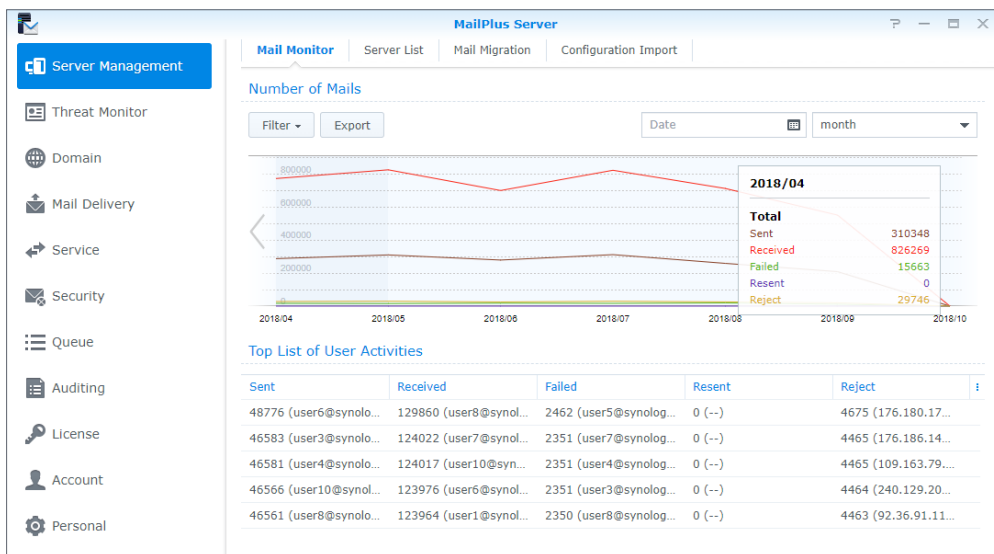 MailPlus Server
Server Management
Threat Monitor
Domain
Mail Delivery
Service
Security
Queue
Auditing
License
Account
Personal
Mail Monitor Server List Mail Migration Configuration Import
Number of Mails
Filter Export Date month
800000
600000
400000
200000
0
2018/04
Total
Sent 310348
Received 826269
Failed 15663
Resent 0
Reject 29746
2018/04 2018/05 2018/06 2018/07 2018/08 2018/09 2018/10
Top List of User Activities
Sent Received Failed Resent Reject
48776 (user6@synolo... 129860 (user8@synol... 2462 (user5@synolog... 0 (--) 4675 (176.180.17...
46583 (user3@synolo... 124022 (user7@synol... 2351 (user7@synolog... 0 (--) 4465 (176.186.14...
46581 (user4@synolo... 124017 (user10@syn... 2351 (user4@synolog... 0 (--) 4465 (109.163.79....
46566 (user10@synol... 123976 (user6@synol... 2351 (user3@synolog... 0 (--) 4464 (240.129.20...
46561 (user8@synolo... 123964 (user1@synol... 2350 (user8@synolog... 0 (--) 4463 (92.36.91.11...